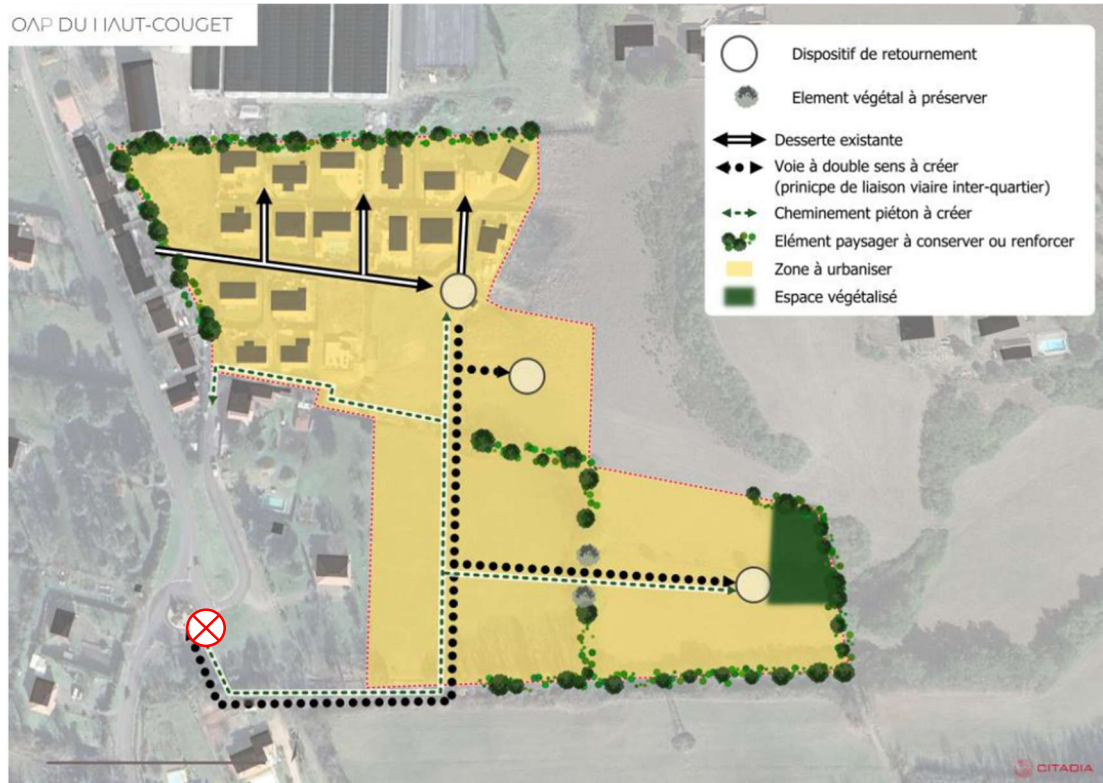 OAP DU HAUT-COUGET
Dispositif de retournement
Element végétal à préserver
Desserte existante
Voie à double sens à créer
(prinicpe de liaison viaire inter-quartier)
Cheminement piéton à créer
Elément paysager à conserver ou renforcer
Zone à urbaniser
Espace végétalisé
CITADIA